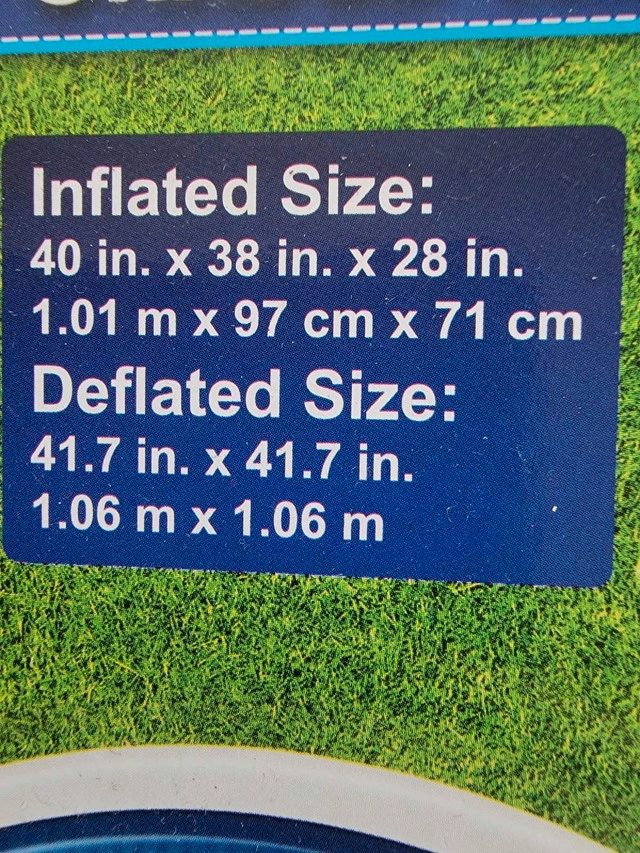 Inflated Size:
40 in. x 38 in. x 28 in.
1.01 m x 97 cm x 71 cm
Deflated Size:
41.7 in. x 41.7 in.
1.06 m x 1.06 m